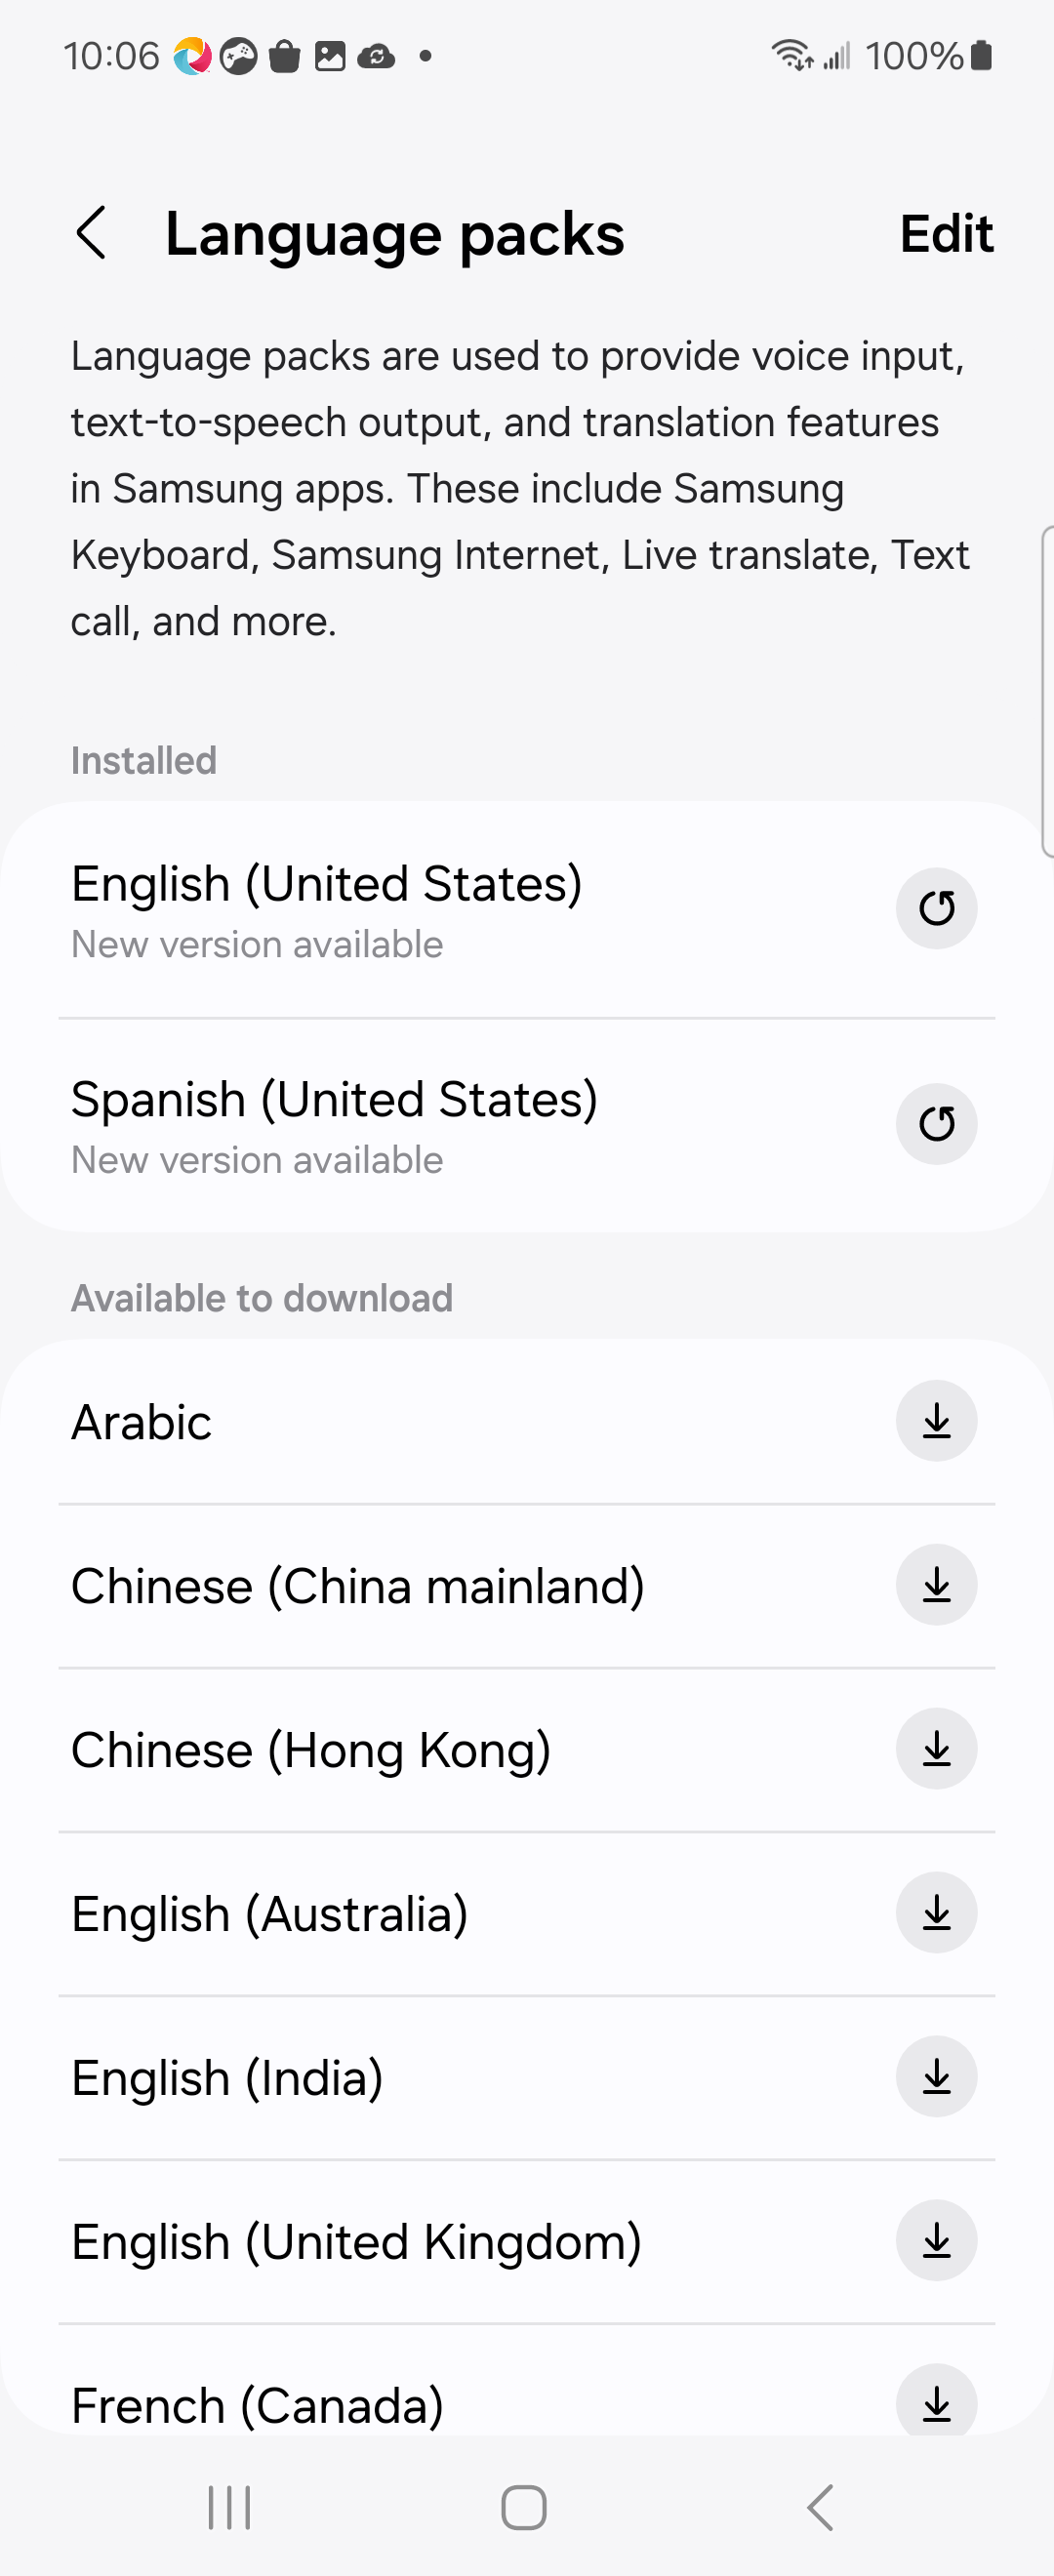 10:06
100%
Language packs
Edit
Language packs are used to provide voice input,
text-to-speech output, and translation features
in Samsung apps. These include Samsung
Keyboard, Samsung Internet, Live translate, Text
call, and more.
Installed
English (United States)
New version available
Spanish (United States)
New version available
Available to download
Arabic
Chinese (China mainland)
Chinese (Hong Kong)
English (Australia)
English (India)
English (United Kingdom)
French (Canada)